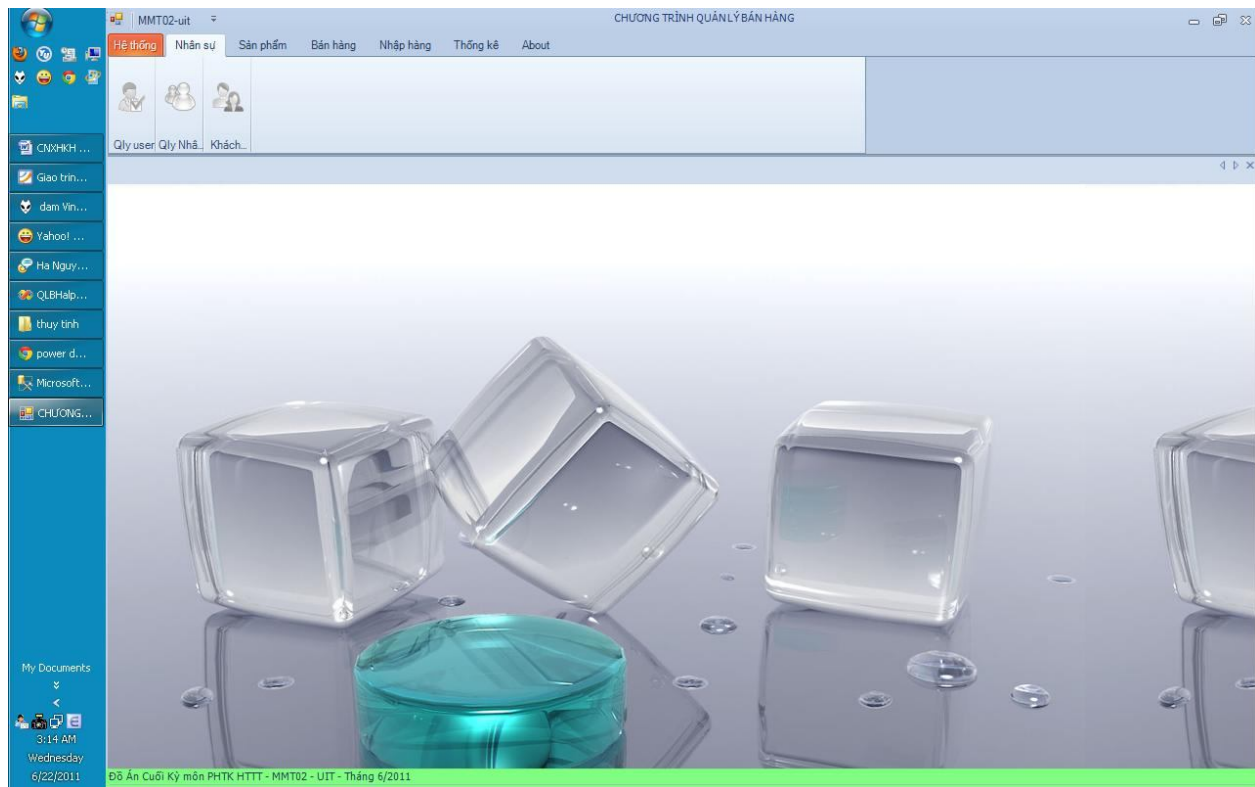 MMT02-uit
CHƯƠNG TRÌNH QUẢN LÝ BÁN HÀNG
Hệ thống Nhân sự Sản phẩm Bán hàng Nhập hàng Thống kê About
Qly user Qly Nhâ... Khách...
CNXHKH ...
Giao trin...
dam Vin...
Yahoo! ...
Ha Nguy...
QLBHalp...
thuy tinh
power d...
Microsoft...
CHƯƠNG...
My Documents
3:14 AM
Wednesday
6/22/2011
Đồ Án Cuối Kỳ môn PHTK HTTT - MMT02 - UIT - Tháng 6/2011